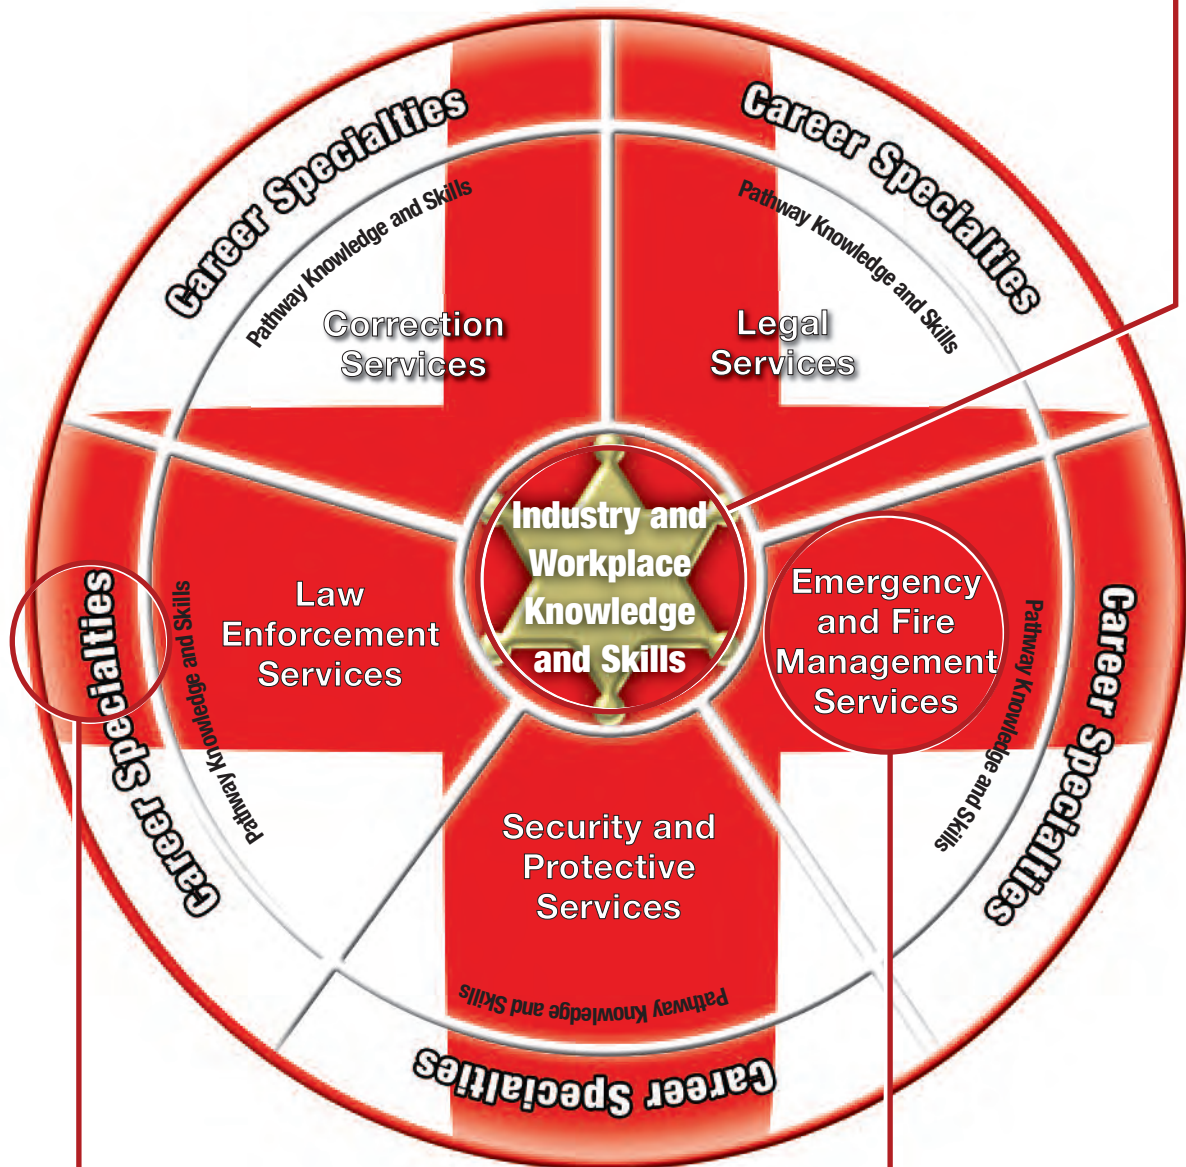 Career Specialties
Career Specialties
Pathway Knowledge and Skills
Pathway Knowledge and Skills
Correction
Services
Legal
Services
Industry and
Workplace
Knowledge
and Skills
Law
Enforcement
Services
Emergency
and Fire
Management
Services
Career Specialties
Pathway Knowledge and Skills
Pathway Knowledge and Skills
Career Specialties
Security and
Protective
Services
Pathway Knowledge and Skills
Career Specialties